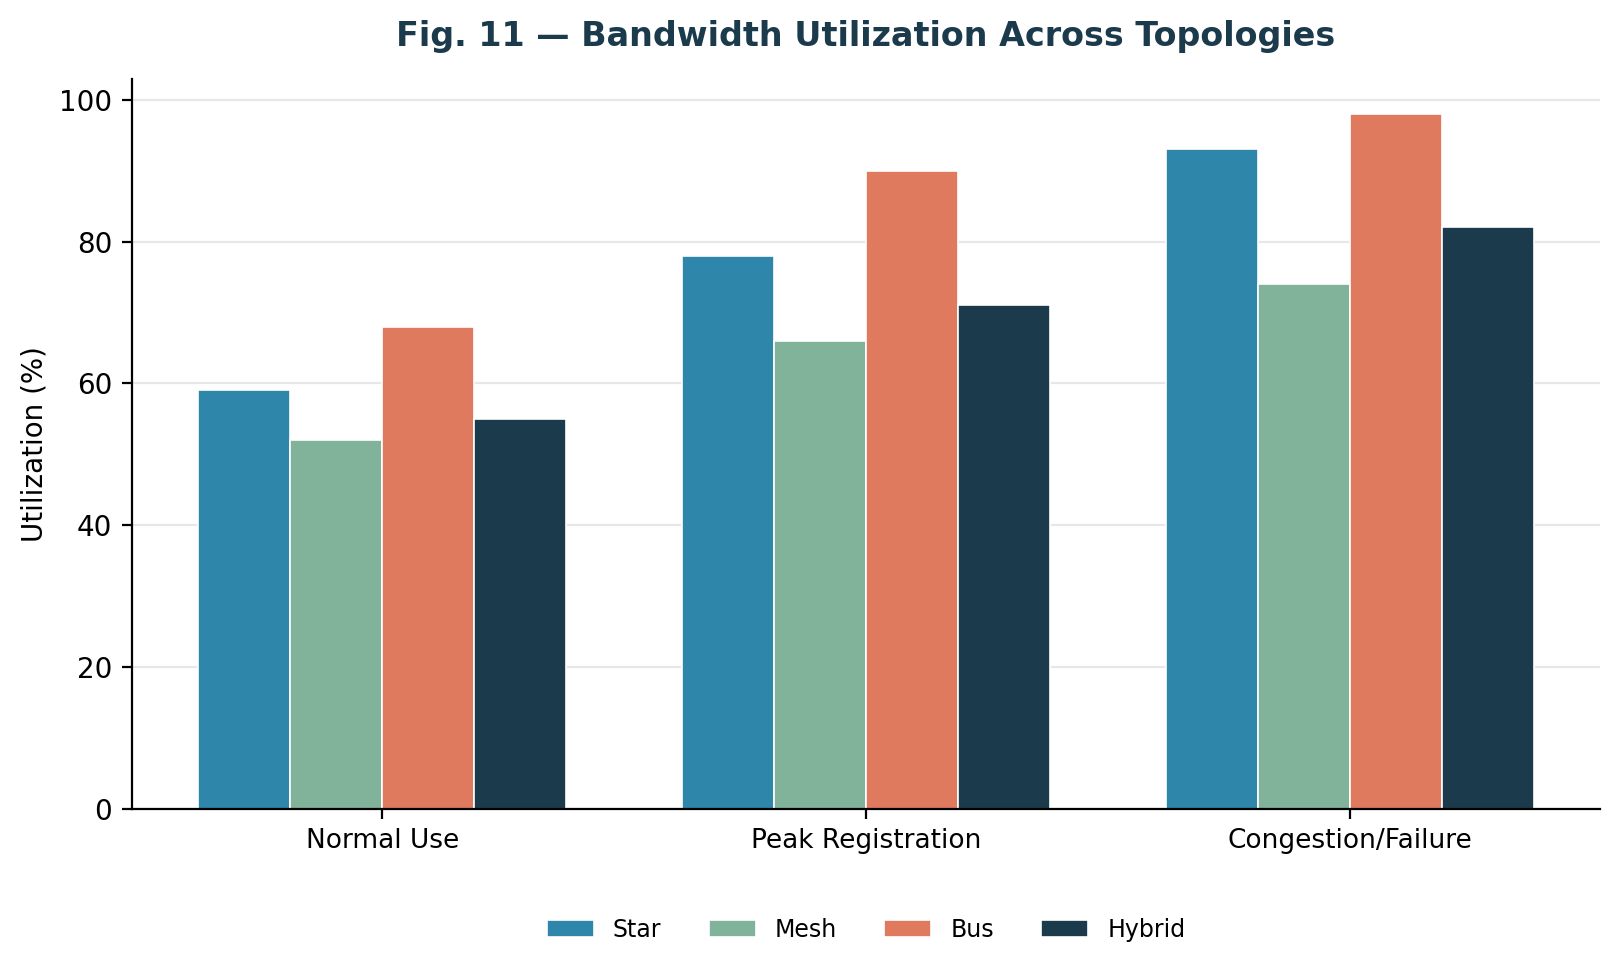 Fig. 11 — Bandwidth Utilization Across Topologies
Utilization (%)
100
80
60
40
20
0
Normal Use Peak Registration Congestion/Failure
Star Mesh Bus Hybrid